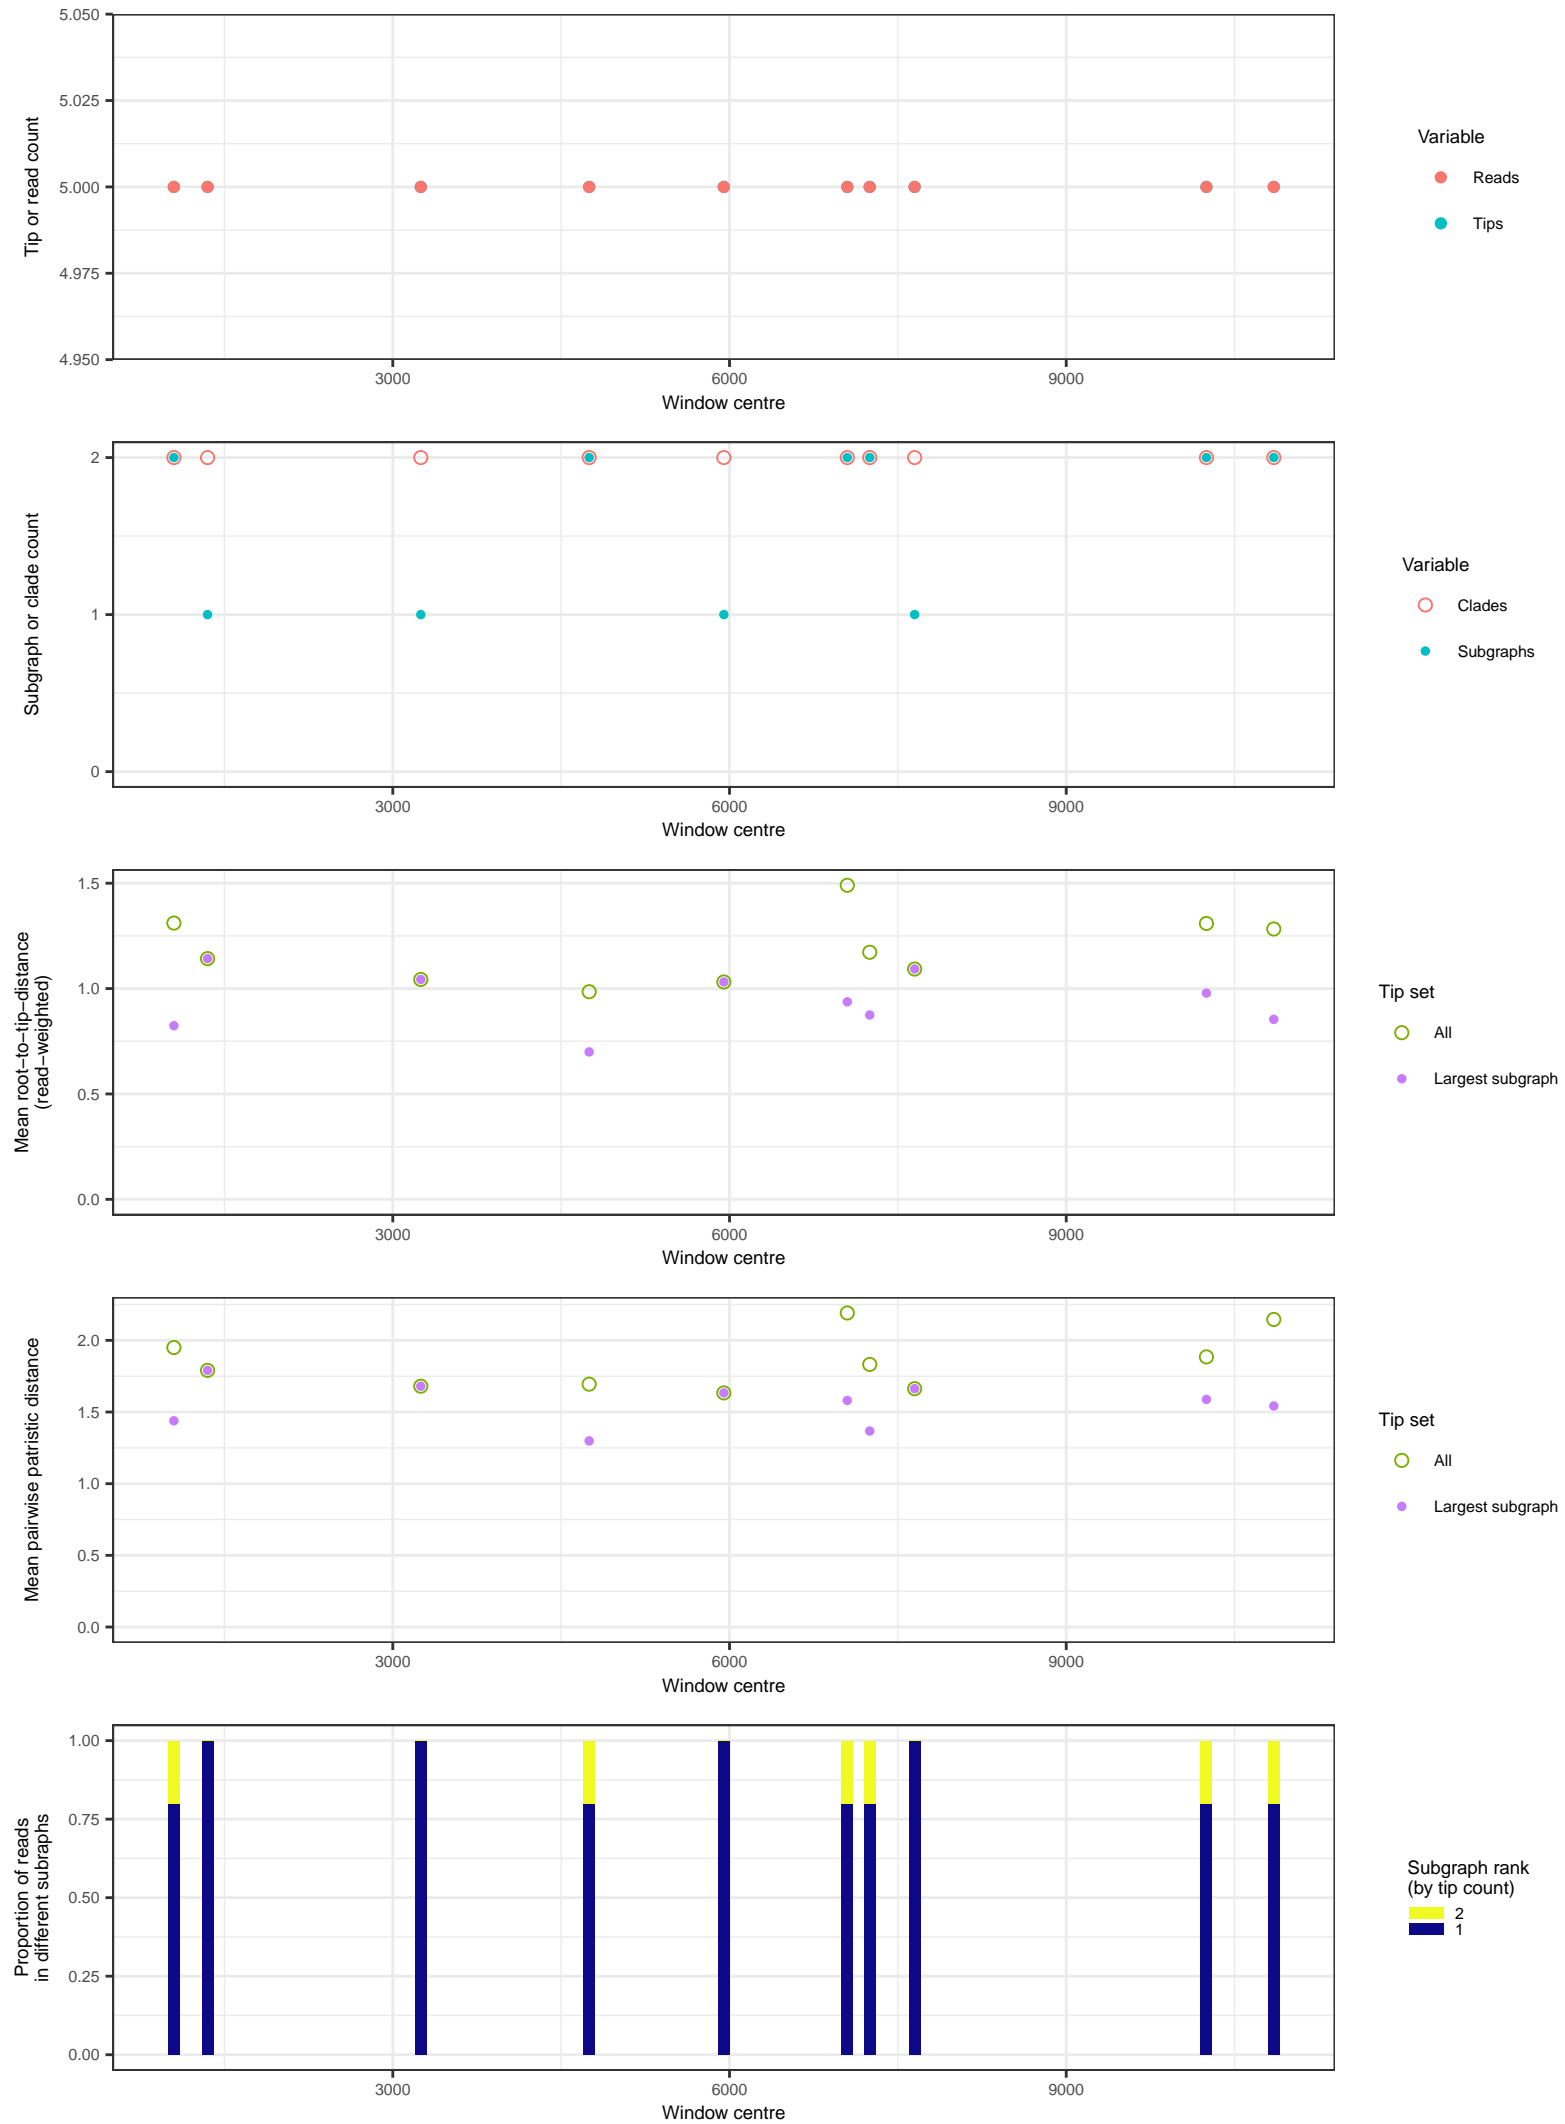 5.050
5.025
5.000
4.975
4.950
Tip or read count
3000 6000 9000
Window centre
Variable
Reads
Tips
2
1
0
Subgraph or clade count
3000 6000 9000
Window centre
Variable
Clades
Subgraphs
1.5
1.0
0.5
0.0
Mean root−to−tip−distance
(read−weighted)
3000 6000 9000
Window centre
Tip set
All
Largest subgraph
2.0
1.5
1.0
0.5
0.0
Mean pairwise patristic distance
3000 6000 9000
Window centre
Tip set
All
Largest subgraph
1.00
0.75
0.50
0.25
0.00
Proportion of reads
in different subraphs
3000 6000 9000
Window centre
Subgraph rank
(by tip count)
2
1